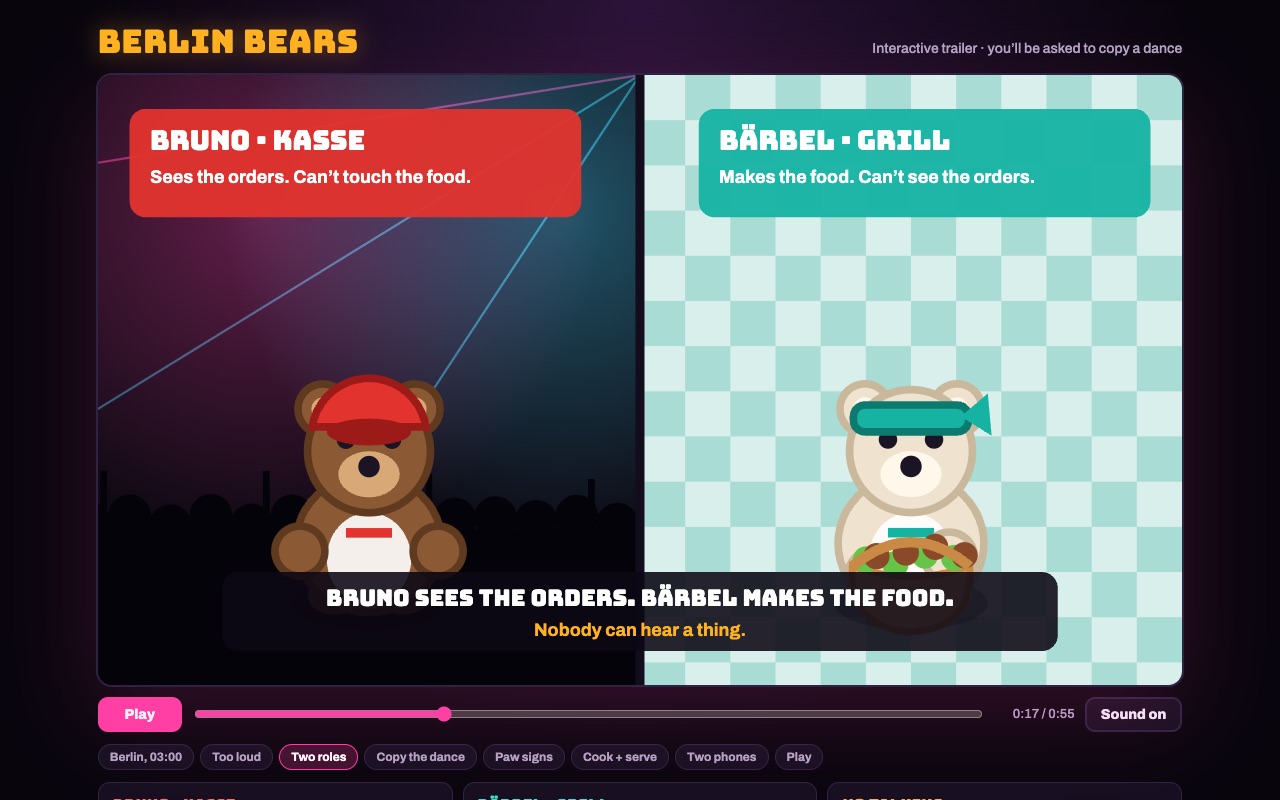 BERLIN BEARS
Interactive trailer · you'll be asked to copy a dance
BRUNO · KASSE
Sees the orders. Can't touch the food.
BÄRBEL · GRILL
Makes the food. Can't see the orders.
BRUNO SEES THE ORDERS. BÄRBEL MAKES THE FOOD.
Nobody can hear a thing.
Play
0:17 / 0:55
Sound on
Berlin, 03:00
Too loud
Two roles
Copy the dance
Paw signs
Cook + serve
Two phones
Play